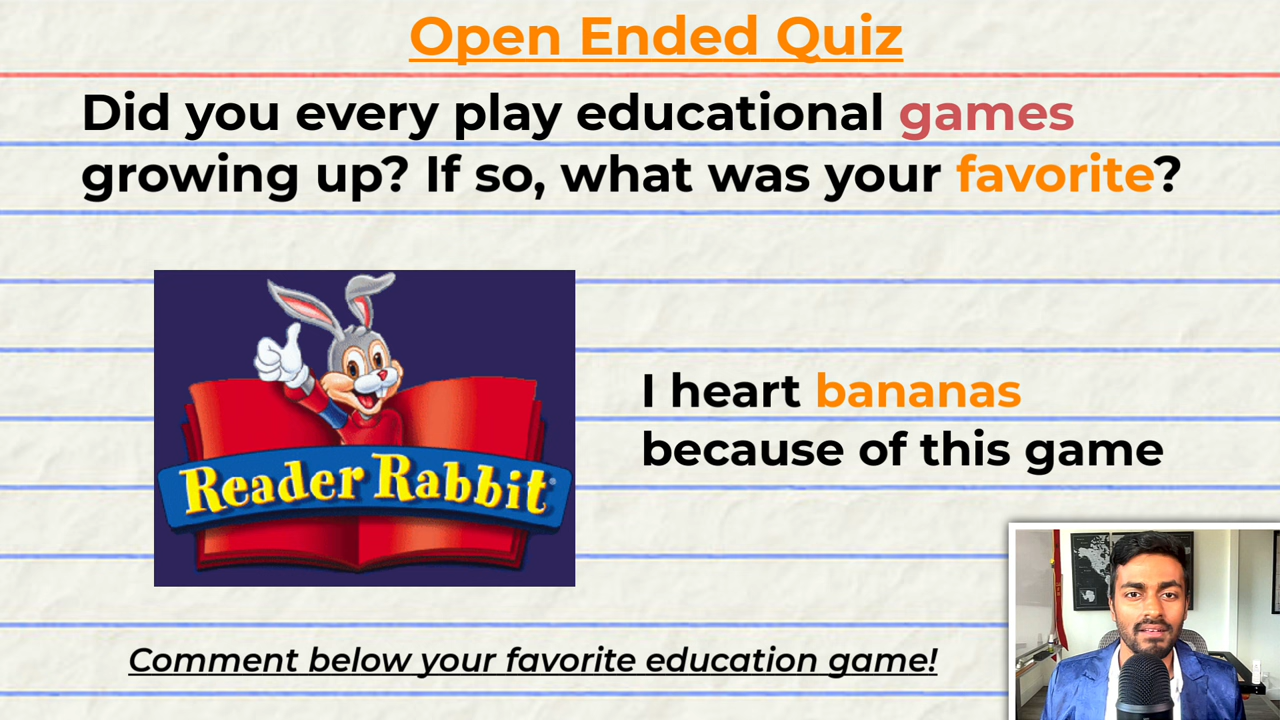 Open Ended Quiz
Did you every play educational games
growing up? If so, what was your favorite?
I heart bananas
because of this game
Reader Rabbit
Comment below your favorite education game!